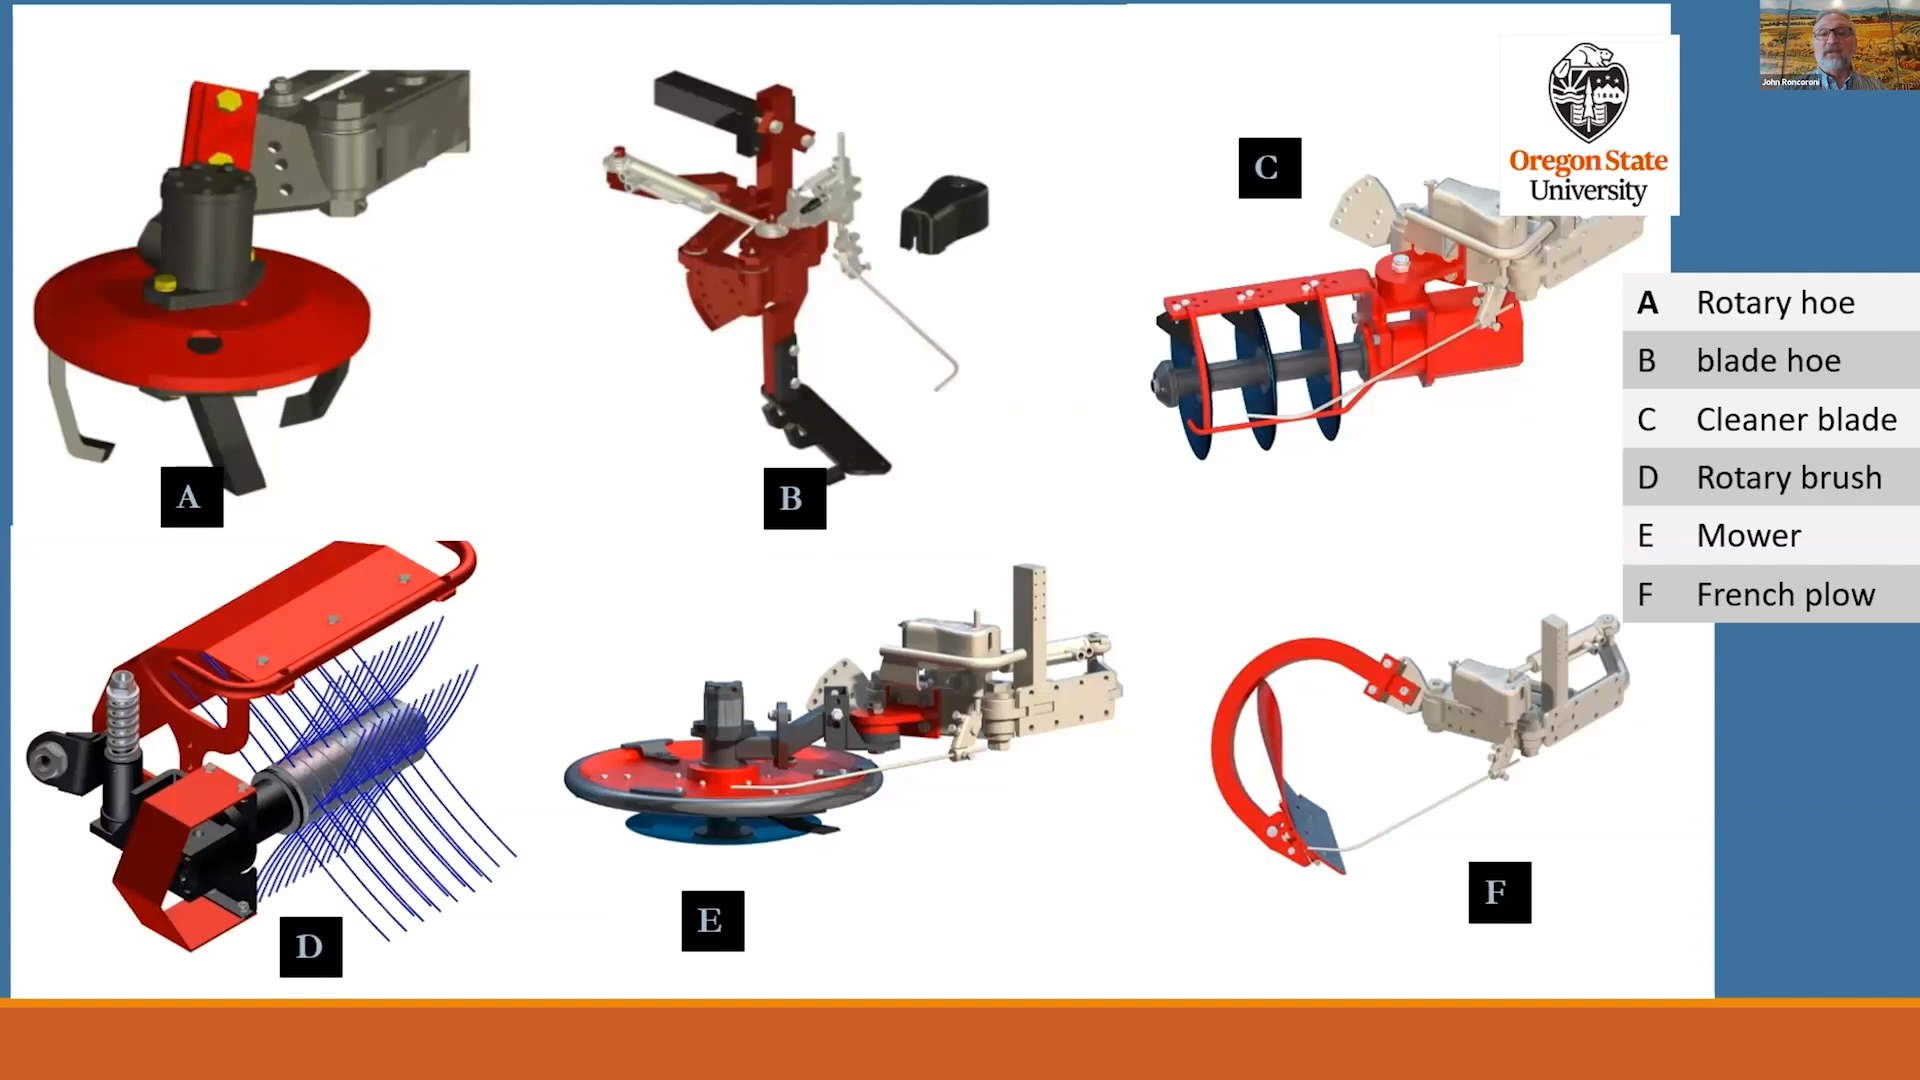 John Roncoroni
Oregon State
University
C
A Rotary hoe
B blade hoe
C Cleaner blade
D Rotary brush
E Mower
F French plow
A
B
D
E
F